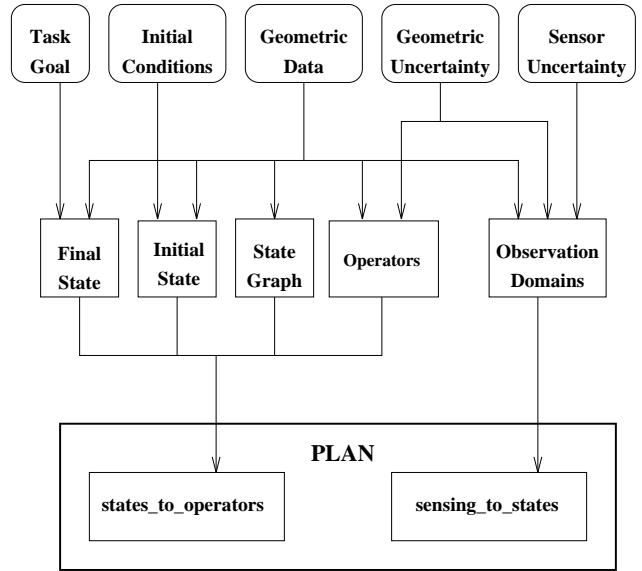 Task
Goal
Initial
Conditions
Geometric
Data
Geometric
Uncertainty
Sensor
Uncertainty
Final
State
Initial
State
State
Graph
Operators
Observation
Domains
PLAN
states_to_operators
sensing_to_states